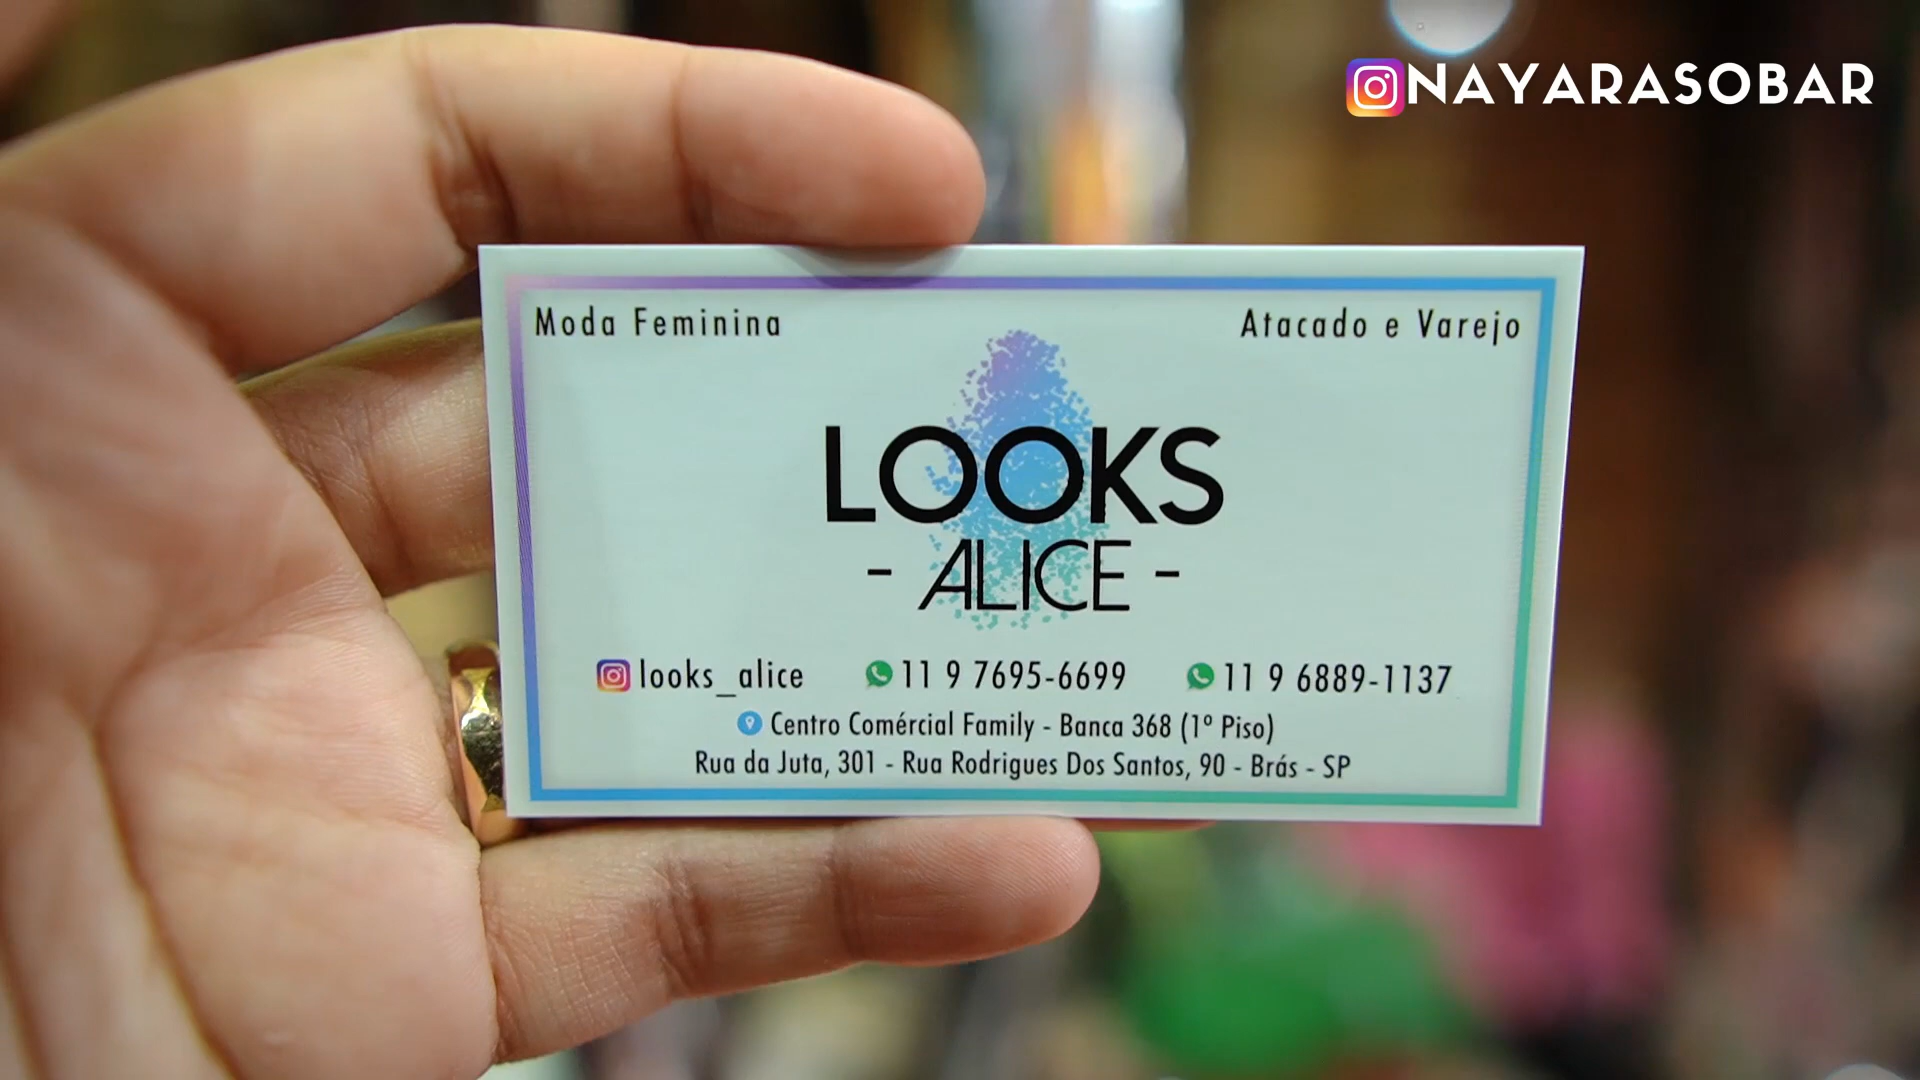 NAYARASOBAR
Moda Feminina
Atacado e Varejo
LOOKS
- ALICE -
looks_alice
11 9 7695-6699
11 9 6889-1137
Centro Comércial Family - Banca 368 (1º Piso)
Rua da Juta, 301 - Rua Rodrigues Dos Santos, 90 - Brás - SP